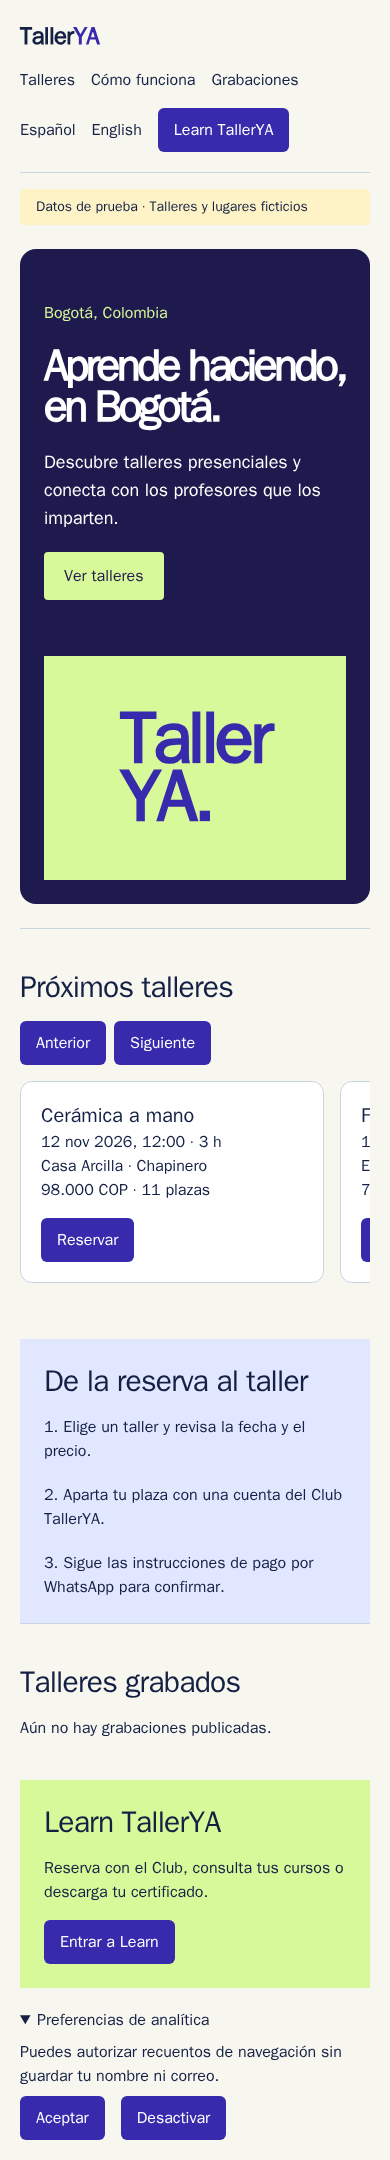 TallerYA
Talleres Cómo funciona Grabaciones
Español English Learn TallerYA
Datos de prueba · Talleres y lugares ficticios
Bogotá, Colombia
Aprende haciendo,
en Bogotá.
Descubre talleres presenciales y
conecta con los profesores que los
imparten.
Ver talleres
Taller
YA.
Próximos talleres
Anterior Siguiente
Cerámica a mano
12 nov 2026, 12:00 · 3 h
Casa Arcilla · Chapinero
98.000 COP · 11 plazas
Reservar
De la reserva al taller
1. Elige un taller y revisa la fecha y el
precio.
2. Aparta tu plaza con una cuenta del Club
TallerYA.
3. Sigue las instrucciones de pago por
WhatsApp para confirmar.
Talleres grabados
Aún no hay grabaciones publicadas.
Learn TallerYA
Reserva con el Club, consulta tus cursos o
descarga tu certificado.
Entrar a Learn
▼ Preferencias de analítica
Puedes autorizar recuentos de navegación sin
guardar tu nombre ni correo.
Aceptar Desactivar